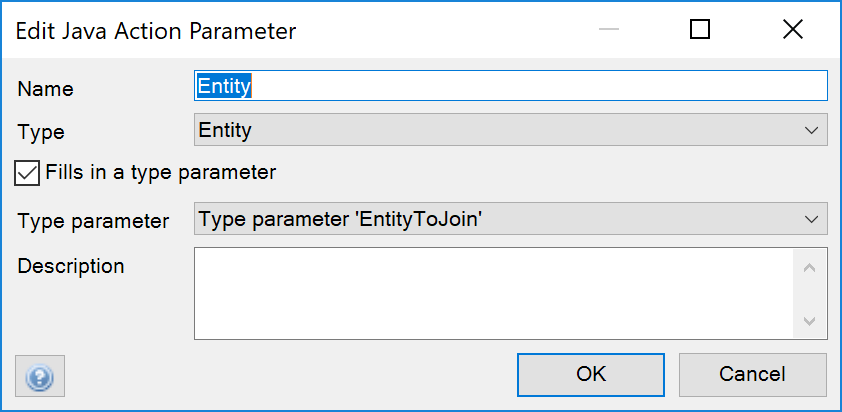 Edit Java Action Parameter
Name Entity
Type Entity
Fills in a type parameter
Type parameter Type parameter 'EntityToJoin'
Description
? OK Cancel